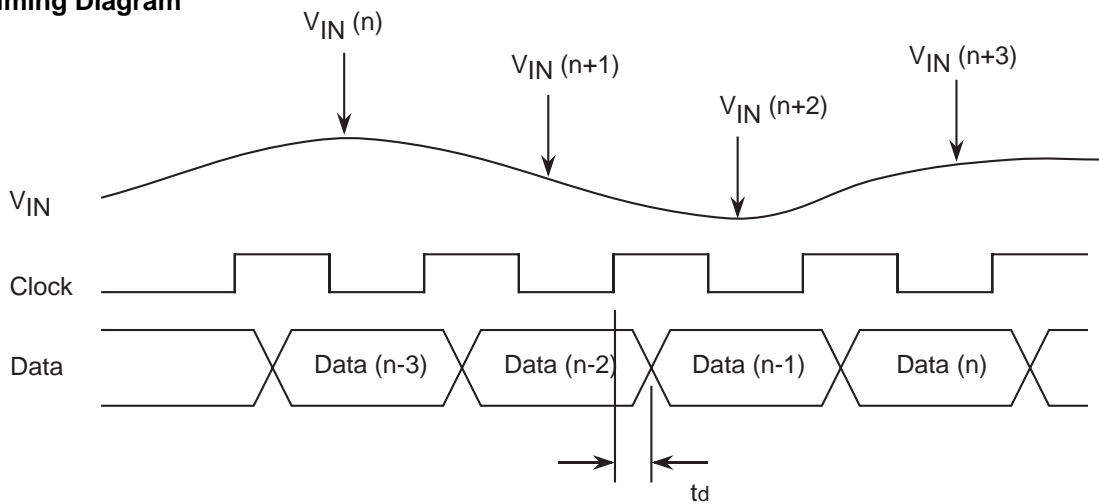 ming Diagram
VIN (n)
VIN (n+1)
VIN (n+2)
VIN (n+3)
VIN
Clock
Data
Data (n-3)
Data (n-2)
Data (n-1)
Data (n)
td